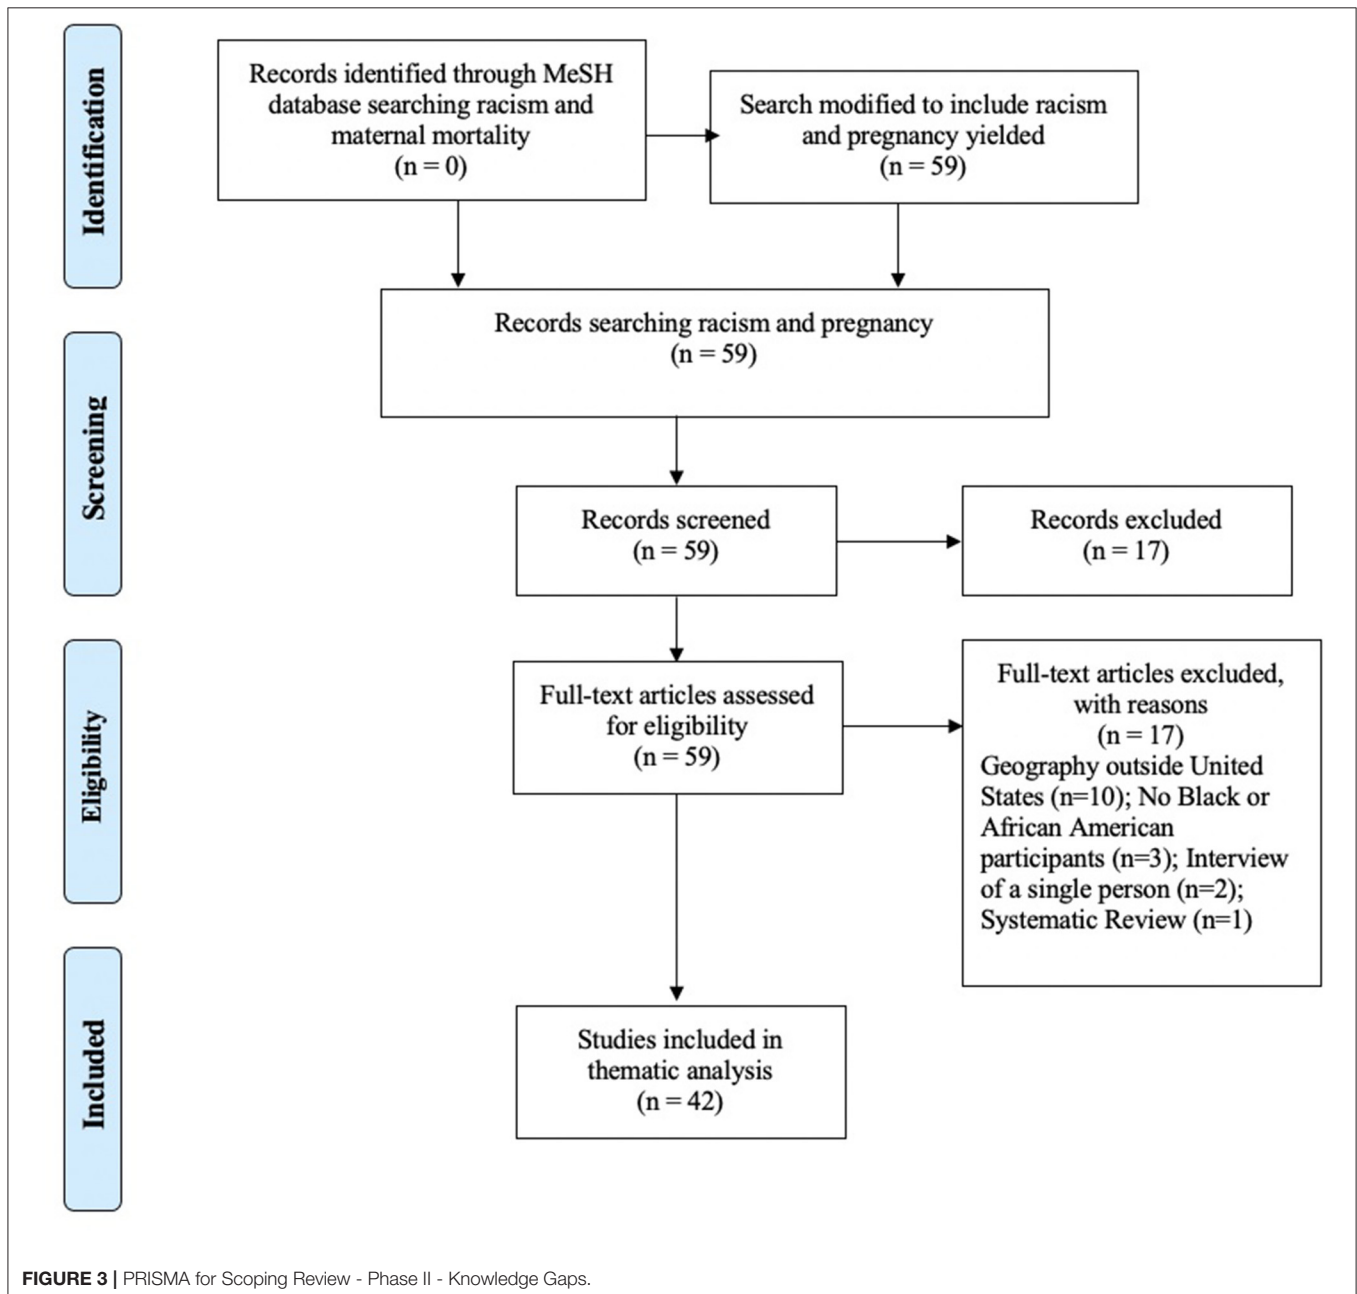 Identification
Records identified through MeSH
database searching racism and
maternal mortality
(n = 0)
Search modified to include racism
and pregnancy yielded
(n = 59)
Records searching racism and pregnancy
(n = 59)
Screening
Records screened
(n = 59)
Records excluded
(n = 17)
Eligibility
Full-text articles assessed
for eligibility
(n = 59)
Full-text articles excluded,
with reasons
(n = 17)
Geography outside United
States (n=10); No Black or
African American
participants (n=3); Interview
of a single person (n=2);
Systematic Review (n=1)
Included
Studies included in
thematic analysis
(n = 42)
FIGURE 3 | PRISMA for Scoping Review - Phase II - Knowledge Gaps.